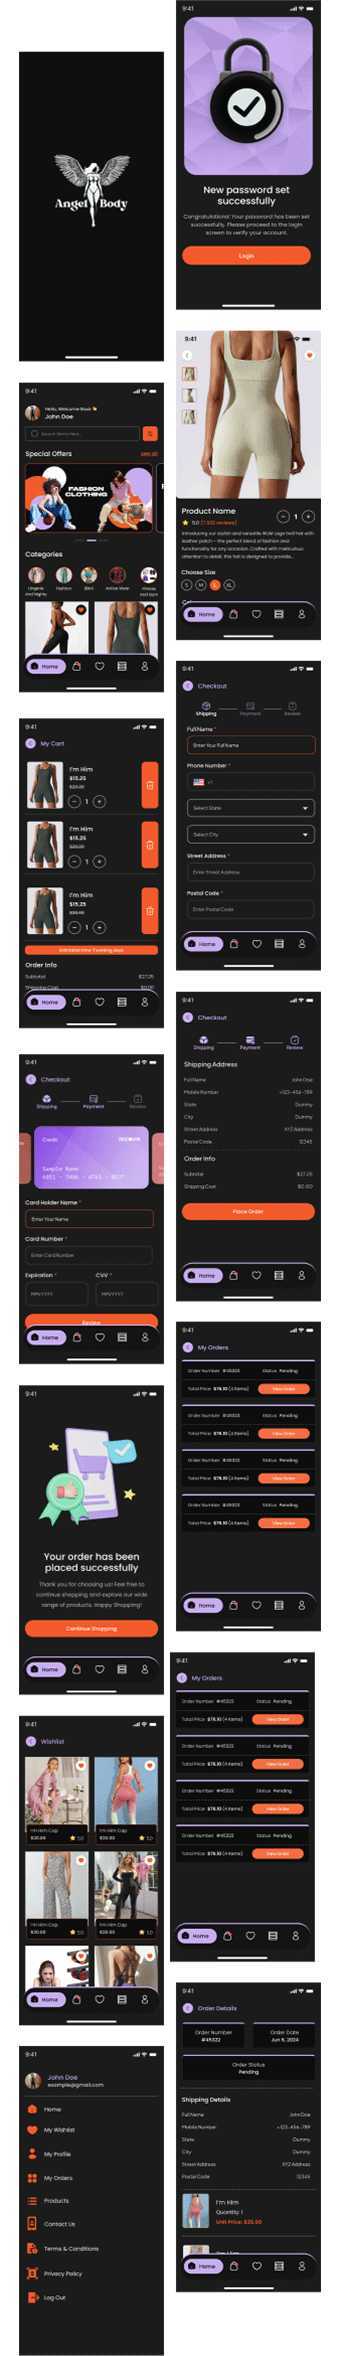 Angel Body
9:41
Hello, Welcome Back
John Doe
Search items here...
Special Offers
see all
FASHION
CLOTHING
Categories
Lingerie
And Nighty
Fashion
Active Wear
Home
9:41
My Cart
I'm Him
$15.25
$20.00
1
I'm Him
$15.25
$20.00
1
I'm Him
$15.25
$20.00
1
Estimated time: 7 working days
Order Info
Subtotal
$27.25
Shipping Cost
$0.00
Home
9:41
Checkout
Shipping
Payment
Review
Credit
DISCOVER
Sample Name
Card Holder Name *
Enter Your Name
Card Number *
Enter Card Number
Expiration *
CVV *
MM/YYYY
MM/YYYY
Review
Home
9:41
Your order has been
placed successfully
Thank you for choosing us! Feel free to
continue shopping and explore our wide
range of products. Happy Shopping!
Continue Shopping
Home
9:41
Wishlist
I'm Him Cap
$20.00
5.0
I'm Him Cap
$20.00
5.0
I'm Him Cap
$20.00
5.0
I'm Him Cap
$20.00
5.0
Home
9:41
John Doe
example@gmail.com
Home
My Wishlist
My Profile
My Orders
Products
Contact Us
Terms & Conditions
Privacy Policy
Log Out
9:41
New password set
successfully
Congratulations! Your password has been set
successfully. Please proceed to the login
screen to verify your account.
Login
9:41
Product Name
5.0 (7,932 reviews)
1
Introducing our stylish and versatile IRUM Logo twill hat with
leather patch – the perfect blend of fashion and
functionality for any occasion. Crafted with meticulous
attention to detail, this hat is designed to provide...
Choose Size
S
M
L
XL
Home
9:41
Checkout
Shipping
Payment
Review
Full Name *
Enter Your Full Name
Phone Number *
+1
Select State
Select City
Street Address *
Enter Street Address
Postal Code *
Enter Postal Code
Home
9:41
Checkout
Shipping
Payment
Review
Shipping Address
Full Name
John Doe
Mobile Number
+123-456-789
State
Dummy
City
Dummy
Street Address
XYZ Address
Postal Code
12345
Order Info
Subtotal
$27.25
Shipping Cost
$0.00
Place Order
Home
9:41
My Orders
Order Number #45322
Status Pending
Total Price: $76.10 (4 items)
View Order
Order Number #45322
Status Pending
Total Price: $76.10 (4 items)
View Order
Order Number #45322
Status Pending
Total Price: $76.10 (4 items)
View Order
Order Number #45322
Status Pending
Total Price: $76.10 (4 items)
View Order
Home
9:41
My Orders
Order Number #45322
Status Pending
Total Price: $76.10 (4 items)
View Order
Order Number #45322
Status Pending
Total Price: $76.10 (4 items)
View Order
Order Number #45322
Status Pending
Total Price: $76.10 (4 items)
View Order
Order Number #45322
Status Pending
Total Price: $76.10 (4 items)
View Order
Home
9:41
Order Details
Order Number
#45322
Order Date
Jun 6, 2024
Order Status
Pending
Shipping Details
Full Name
John Doe
Mobile Number
+123-456-789
State
Dummy
City
Dummy
Street Address
XYZ Address
Postal Code
12345
I'm Him
Quantity: 1
Unit Price: $20.00
Home